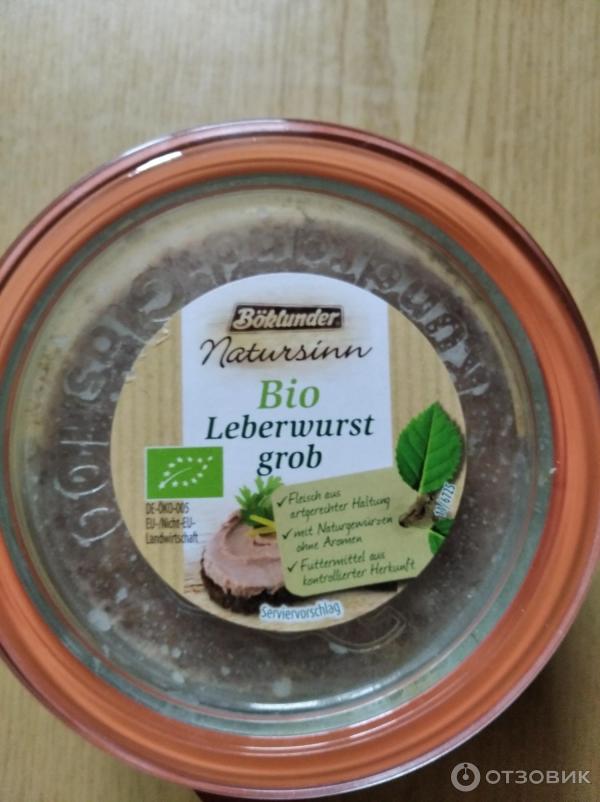 Böklunder
Natursinn
Bio
Leberwurst
grob
DE-ÖKO-005
EU-/Nicht-EU-
Landwirtschaft
✓ Fleisch aus
artgerechter Haltung
✓ mit Naturgewürzen
ohne Aromen
✓ Futtermittel aus
kontrollierter Herkunft
Serviervorschlag
ОТЗОВИК